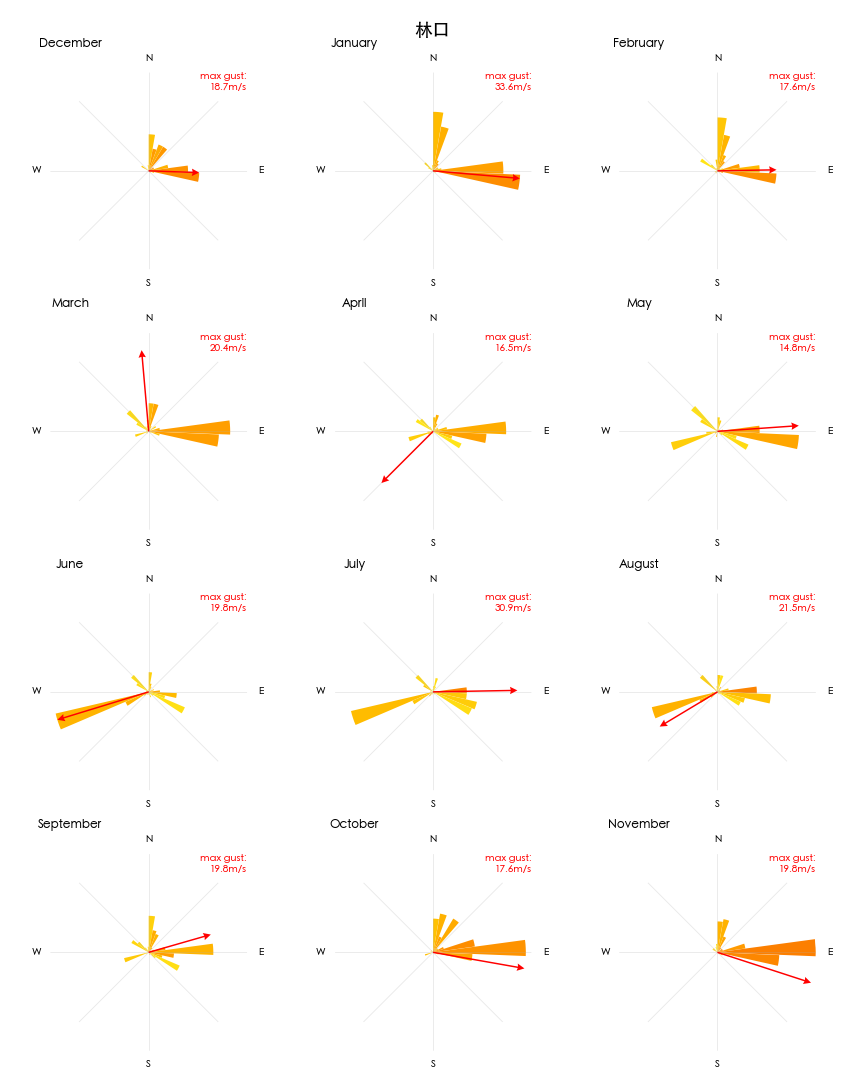 林口
December
January
February
N
N
N
max gust:
18.7m/s
max gust:
33.6m/s
max gust:
17.6m/s
W
E
W
E
W
E
S
S
S
March
April
May
N
N
N
max gust:
20.4m/s
max gust:
16.5m/s
max gust:
14.8m/s
W
E
W
E
W
E
S
S
S
June
July
August
N
N
N
max gust:
19.8m/s
max gust:
30.9m/s
max gust:
21.5m/s
W
E
W
E
W
E
S
S
S
September
October
November
N
N
N
max gust:
19.8m/s
max gust:
17.6m/s
max gust:
19.8m/s
W
E
W
E
W
E
S
S
S